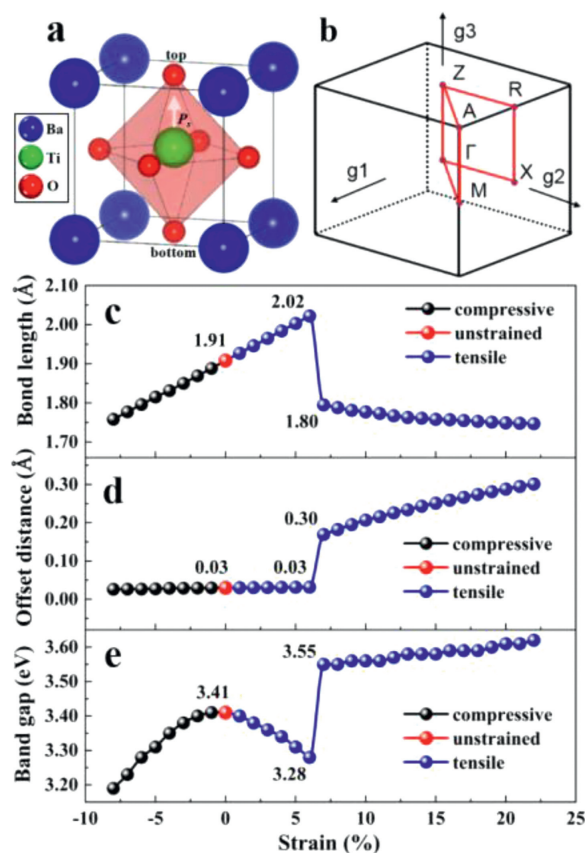 a
top
P_s
Ba
Ti
O
bottom
b
g3
Z
R
A
Γ
X
g1
g2
M
c
Bond length (Å)
2.10
2.00
1.90
1.80
1.70
1.91
2.02
1.80
compressive
unstrained
tensile
d
Offset distance (Å)
0.30
0.15
0.00
0.03
0.03
0.30
compressive
unstrained
tensile
e
Band gap (eV)
3.60
3.50
3.40
3.30
3.20
3.41
3.28
3.55
compressive
unstrained
tensile
-10 -5 0 5 10 15 20 25
Strain (%)